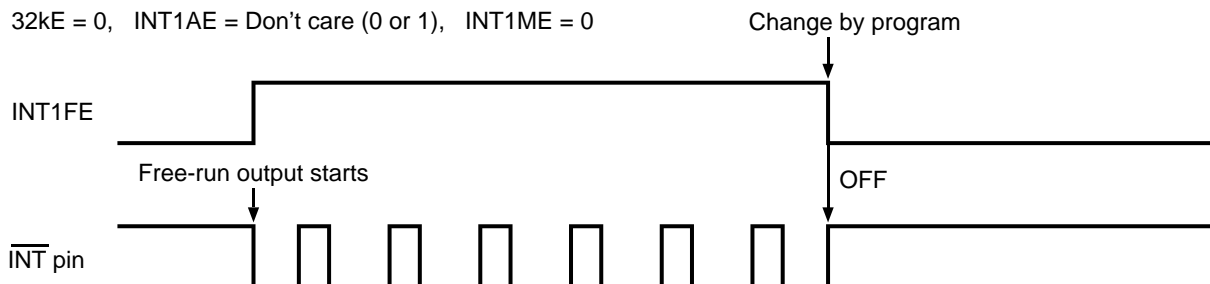 32kE = 0, INT1AE = Don't care (0 or 1), INT1ME = 0
Change by program
INT1FE
Free-run output starts
OFF
INT pin